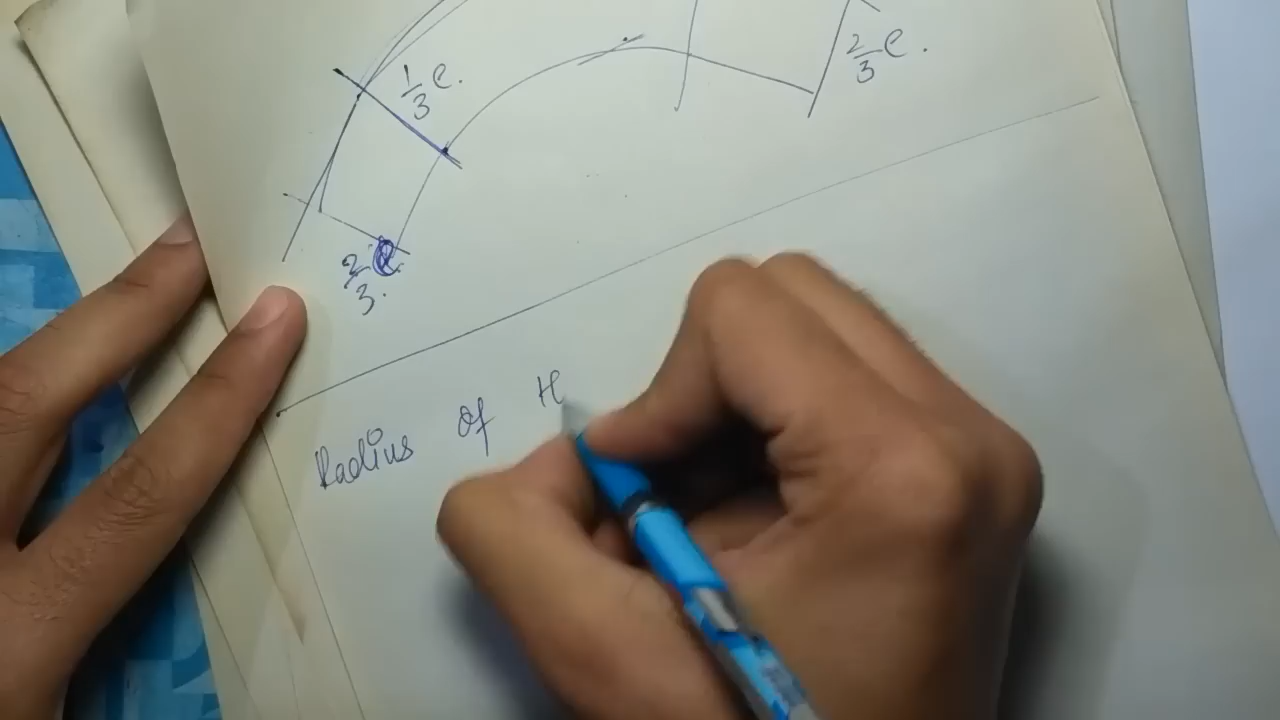 1/3 e.
2/3 e.
2/3 e.
Radius of H